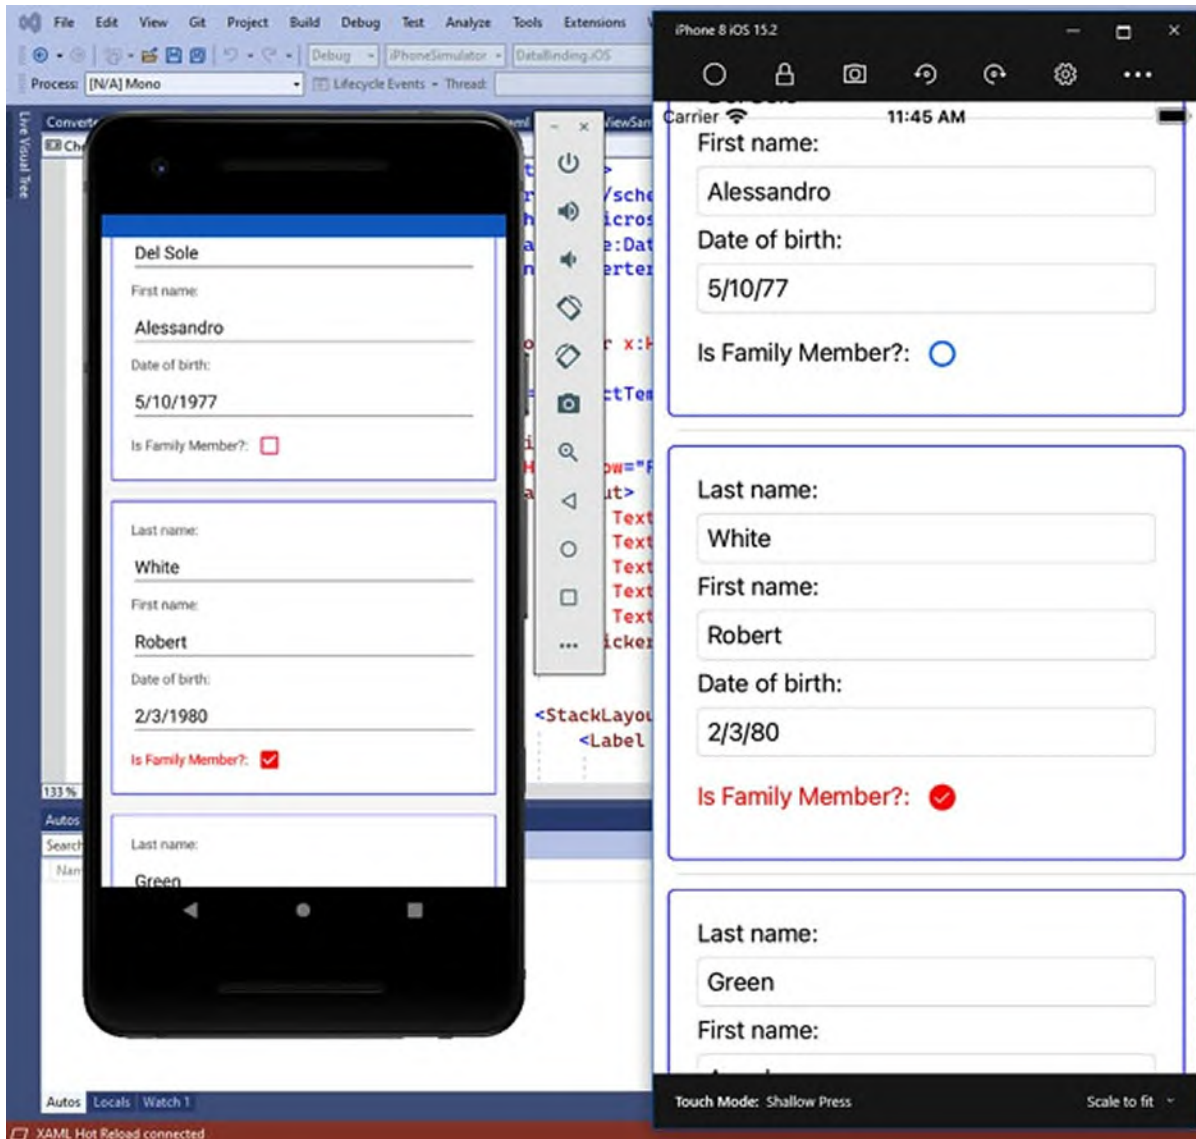 File Edit View Git Project Build Debug Test Analyze Tools Extensions
Debug iPhoneSimulator DataBinding.iOS
Process: [N/A] Mono Lifecycle Events Thread:
Live Visual Tree
Del Sole
First name:
Alessandro
Date of birth:
5/10/1977
Is Family Member?:
Last name:
White
First name:
Robert
Date of birth:
2/3/1980
Is Family Member?:
Last name:
Green
/sche
x:H
Text
Text
Text
Text
Text
<StackLayou
<Label
133 %
Autos
Search
Autos Locals Watch 1
XAML Hot Reload connected
iPhone 8 iOS 15.2
Carrier 11:45 AM
First name:
Alessandro
Date of birth:
5/10/77
Is Family Member?:
Last name:
White
First name:
Robert
Date of birth:
2/3/80
Is Family Member?:
Last name:
Green
First name:
Touch Mode: Shallow Press Scale to fit